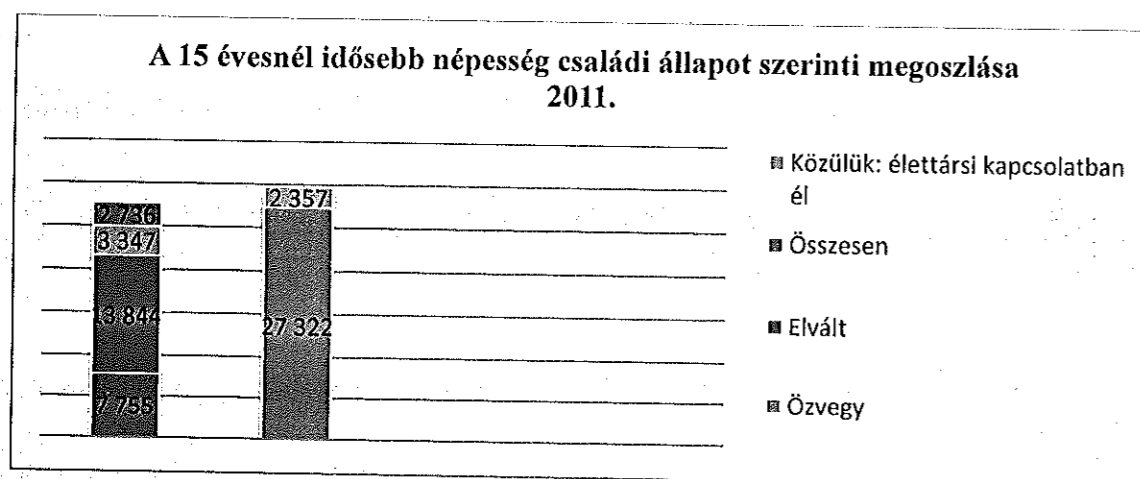 A 15 évesnél idősebb népesség családi állapot szerinti megoszlása
2011.
2 736
3 347
13 844
7 755
2 357
27 322
Közülük: élettársi kapcsolatban
él
Összesen
Elvált
Özvegy